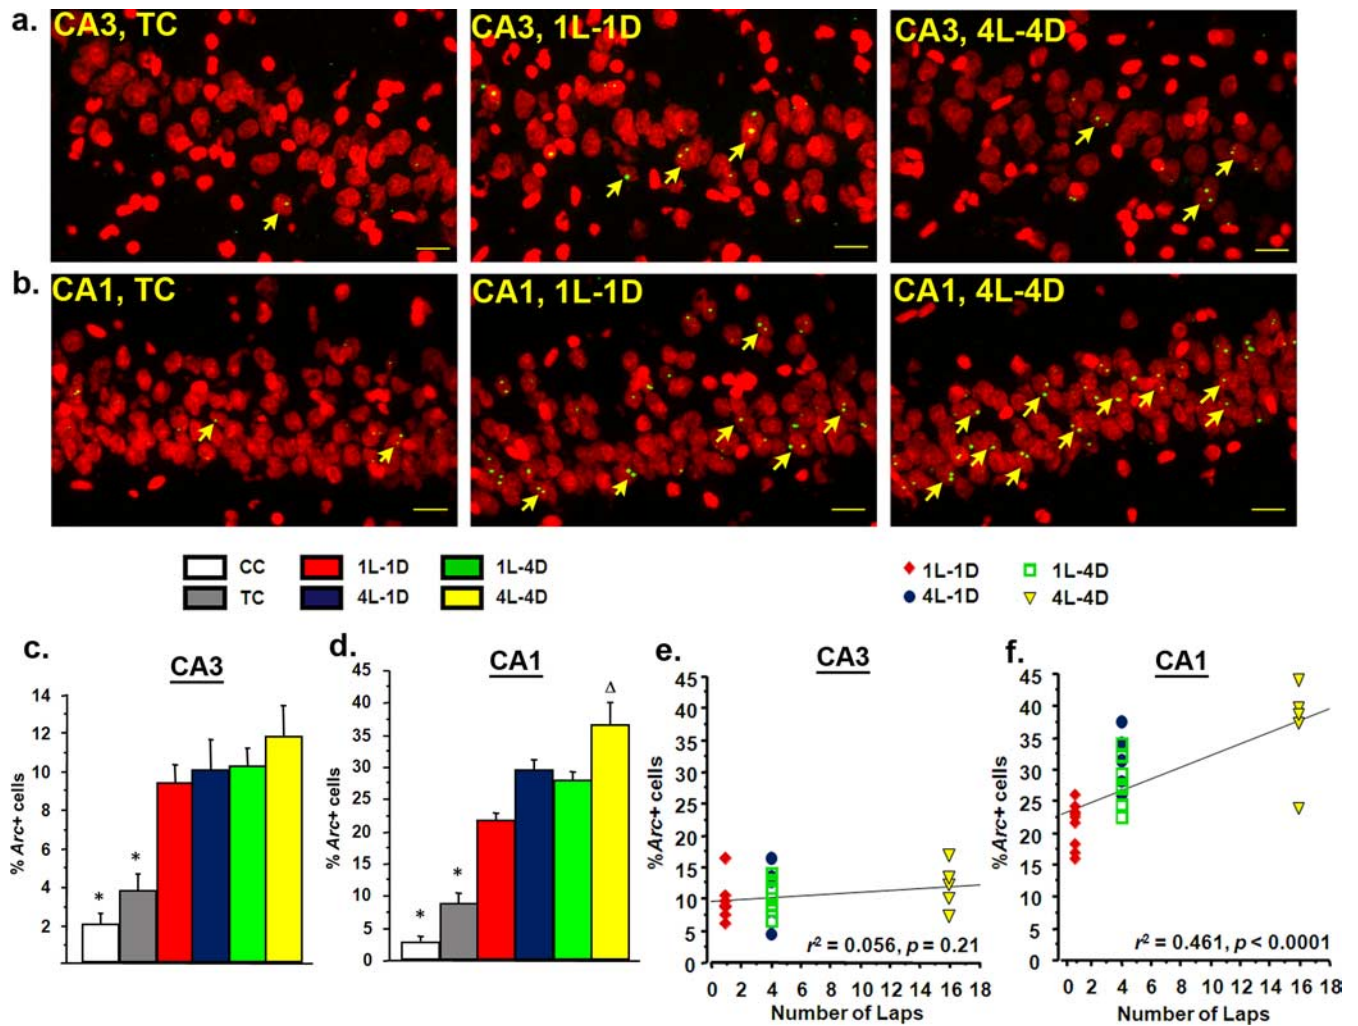 a.
CA3, TC
CA3, 1L-1D
CA3, 4L-4D
b.
CA1, TC
CA1, 1L-1D
CA1, 4L-4D
CC 1L-1D 1L-4D
TC 4L-1D 4L-4D
1L-1D 1L-4D
4L-1D 4L-4D
c.
CA3
% Arc+ cells
14
12
10
8
6
4
2
* *
d.
CA1
% Arc+ cells
45
40
35
30
25
20
15
10
5
0
* * Δ
e.
CA3
%Arc+ cells
45
40
35
30
25
20
15
10
5
0
r² = 0.056, p = 0.21
0 2 4 6 8 10 12 14 16 18
Number of Laps
f.
CA1
%Arc+ cells
45
40
35
30
25
20
15
10
5
0
r² = 0.461, p < 0.0001
0 2 4 6 8 10 12 14 16 18
Number of Laps